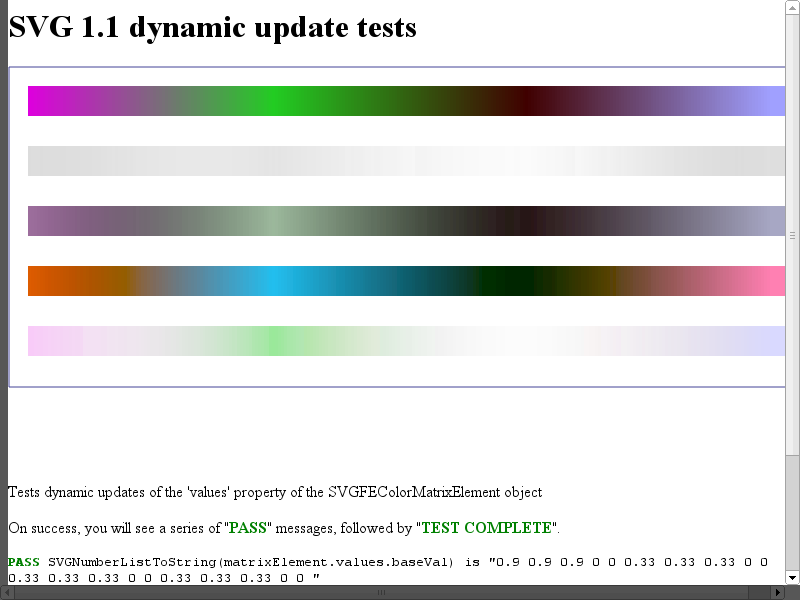 SVG 1.1 dynamic update tests
Tests dynamic updates of the 'values' property of the SVGFEColorMatrixElement object
On success, you will see a series of "PASS" messages, followed by "TEST COMPLETE".
PASS SVGNumberListToString(matrixElement.values.baseVal) is "0.9 0.9 0.9 0 0 0.33 0.33 0.33 0 0
0.33 0.33 0.33 0 0 0.33 0.33 0.33 0 0 "